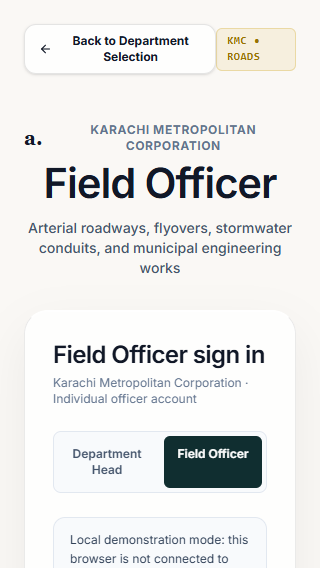 Back to Department
Selection
KMC •
ROADS
a.
KARACHI METROPOLITAN
CORPORATION
Field Officer
Arterial roadways, flyovers, stormwater
conduits, and municipal engineering
works
Field Officer sign in
Karachi Metropolitan Corporation ·
Individual officer account
Department
Head
Field Officer
Local demonstration mode: this
browser is not connected to